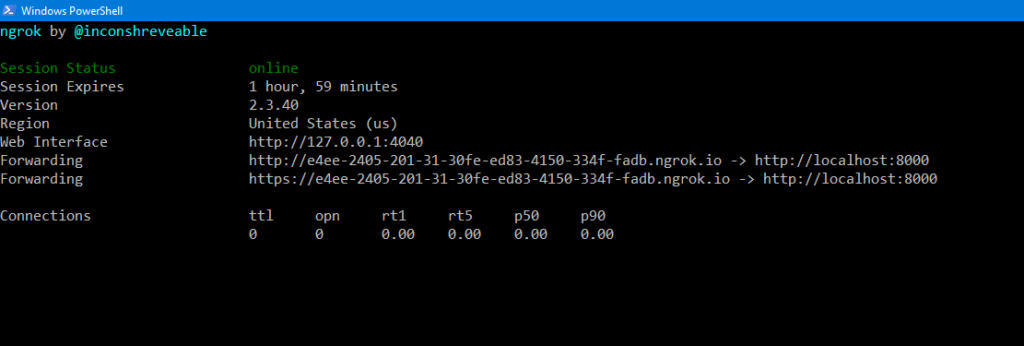 Windows PowerShell
ngrok by @inconshreveable
Session Status online
Session Expires 1 hour, 59 minutes
Version 2.3.40
Region United States (us)
Web Interface http://127.0.0.1:4040
Forwarding http://e4ee-2405-201-31-30fe-ed83-4150-334f-fadb.ngrok.io -> http://localhost:8000
Forwarding https://e4ee-2405-201-31-30fe-ed83-4150-334f-fadb.ngrok.io -> http://localhost:8000
Connections ttl opn rt1 rt5 p50 p90
0 0 0.00 0.00 0.00 0.00